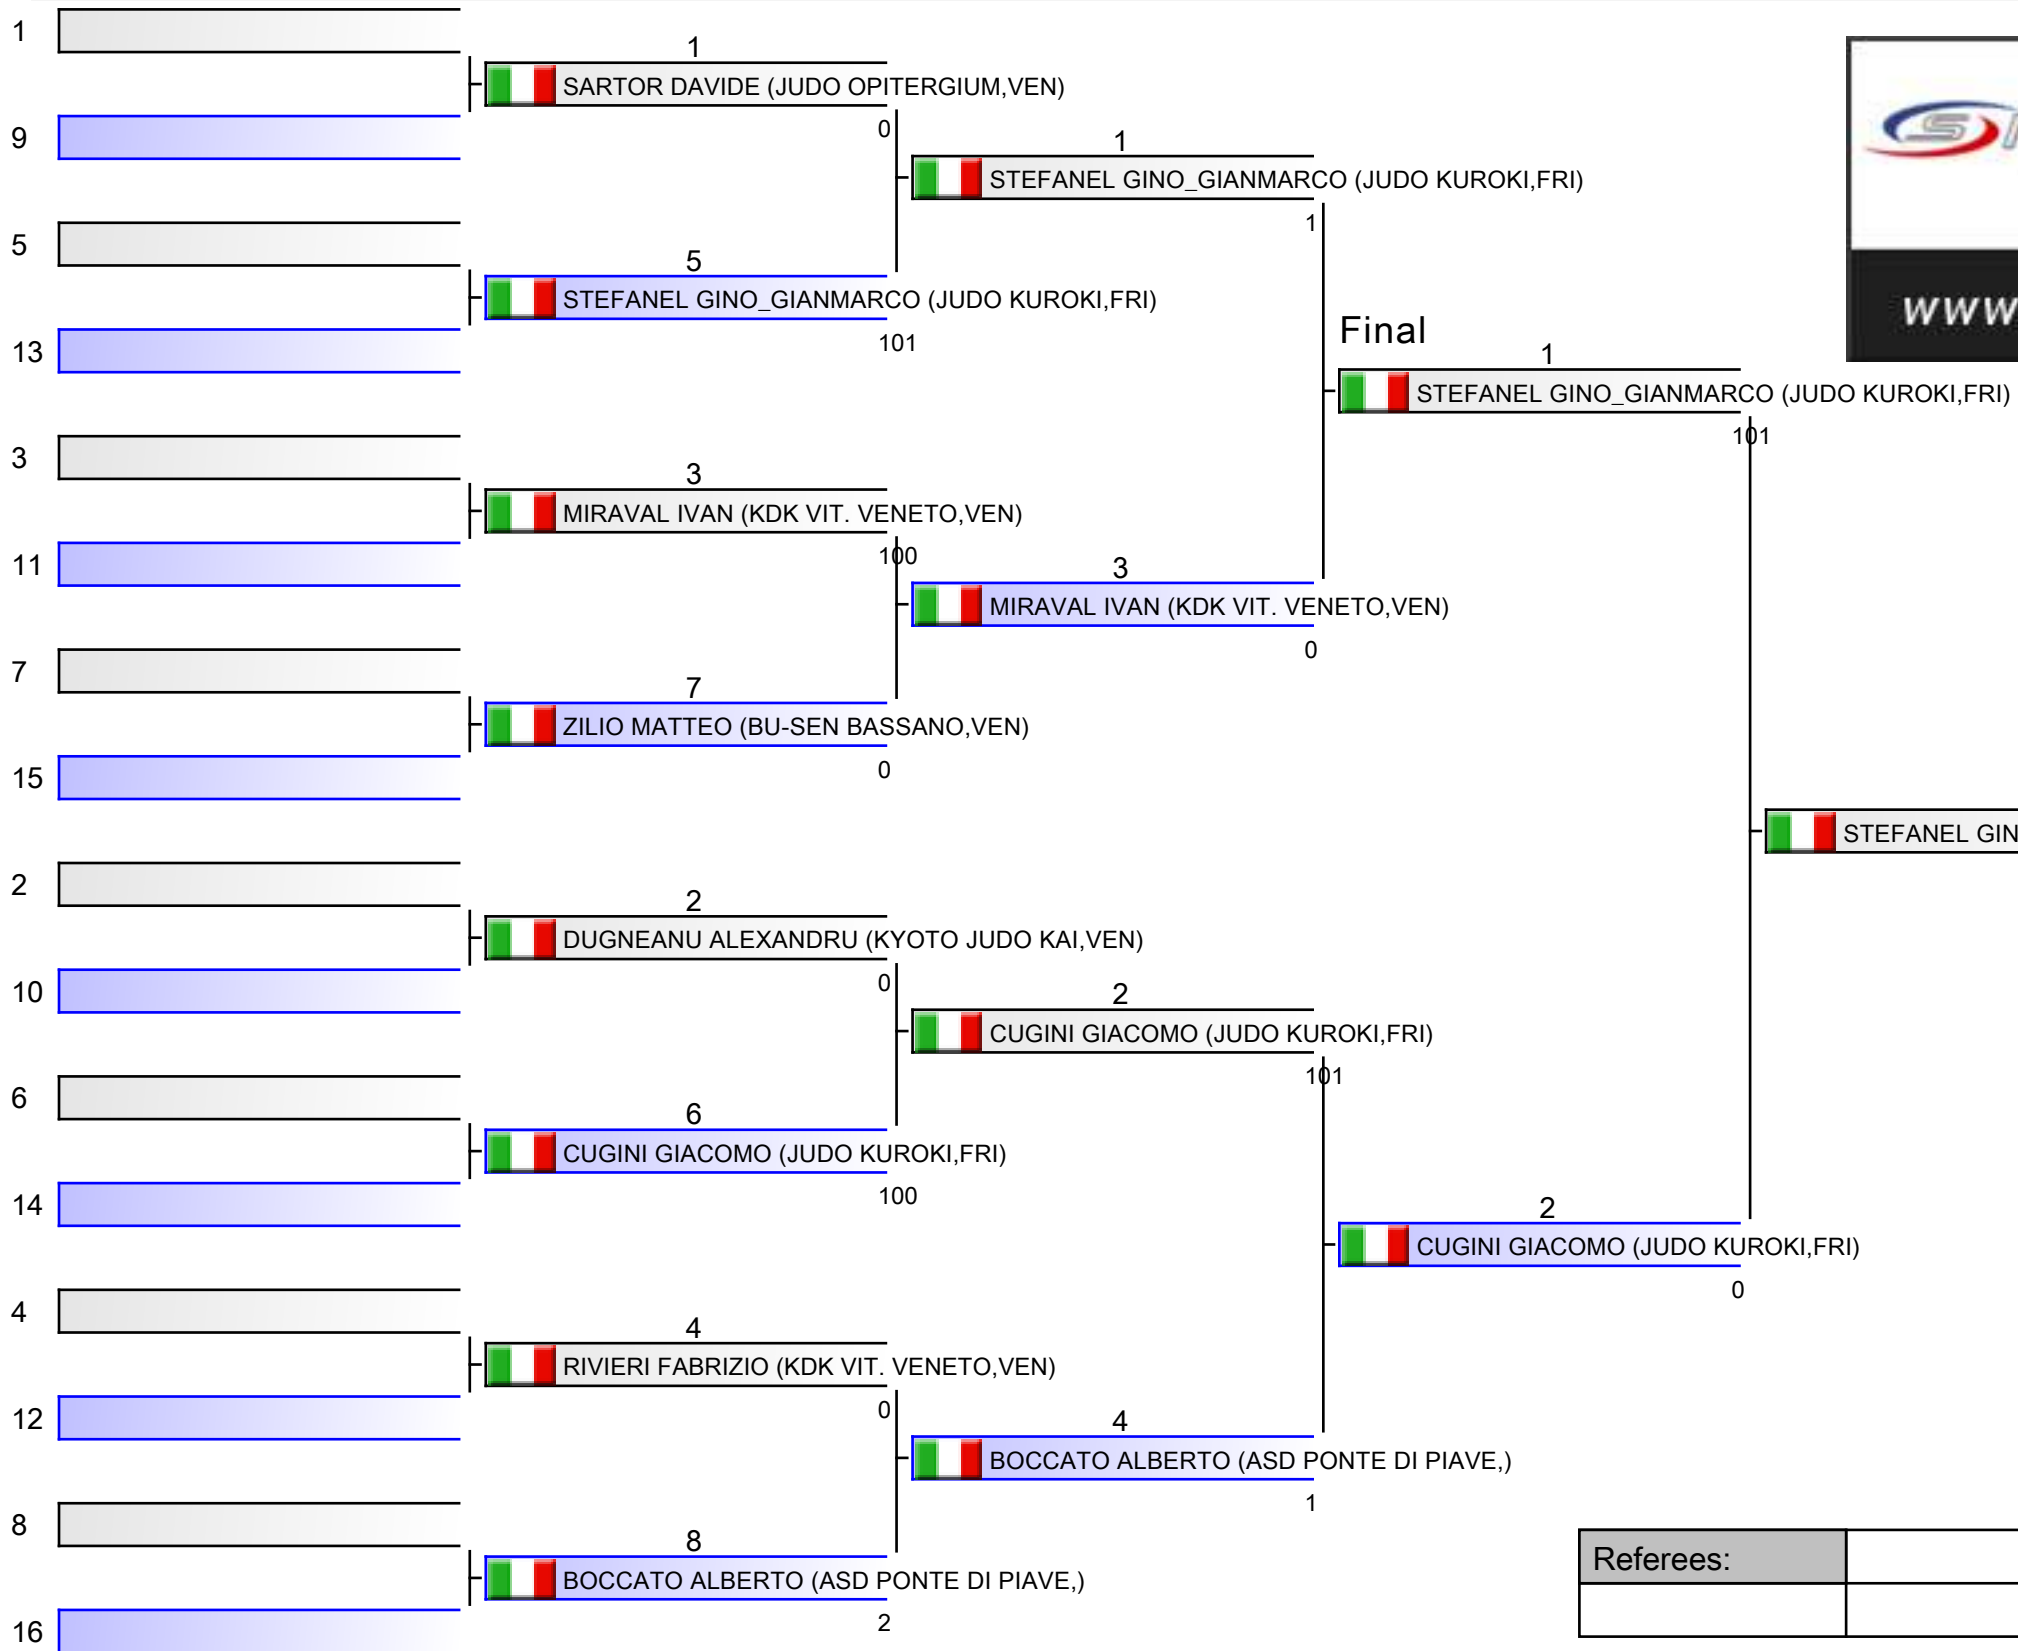 1
1
SARTOR DAVIDE (JUDO OPITERGIUM,VEN)
0
9
1
STEFANEL GINO_GIANMARCO (JUDO KUROKI,FRI)
1
5
5
STEFANEL GINO_GIANMARCO (JUDO KUROKI,FRI)
101
13
Final
1
STEFANEL GINO_GIANMARCO (JUDO KUROKI,FRI)
101
www
3
3
MIRAVAL IVAN (KDK VIT. VENETO,VEN)
100
11
3
MIRAVAL IVAN (KDK VIT. VENETO,VEN)
0
7
7
ZILIO MATTEO (BU-SEN BASSANO,VEN)
0
15
STEFANEL GIN
2
2
DUGNEANU ALEXANDRU (KYOTO JUDO KAI,VEN)
0
10
2
CUGINI GIACOMO (JUDO KUROKI,FRI)
101
6
6
CUGINI GIACOMO (JUDO KUROKI,FRI)
100
14
2
CUGINI GIACOMO (JUDO KUROKI,FRI)
0
4
4
RIVIERI FABRIZIO (KDK VIT. VENETO,VEN)
0
12
4
BOCCATO ALBERTO (ASD PONTE DI PIAVE,)
1
8
8
BOCCATO ALBERTO (ASD PONTE DI PIAVE,)
2
16
Referees: